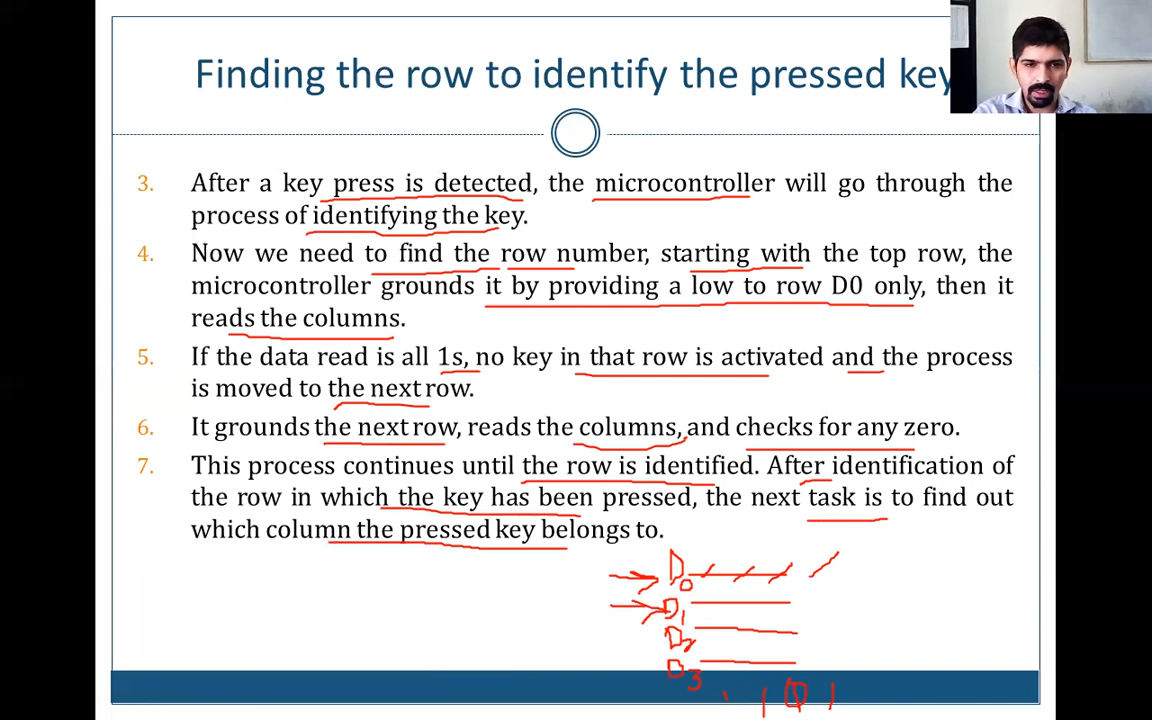 Finding the row to identify the pressed key
3. After a key press is detected, the microcontroller will go through the
process of identifying the key.
4. Now we need to find the row number, starting with the top row, the
microcontroller grounds it by providing a low to row D0 only, then it
reads the columns.
5. If the data read is all 1s, no key in that row is activated and the process
is moved to the next row.
6. It grounds the next row, reads the columns, and checks for any zero.
7. This process continues until the row is identified. After identification of
the row in which the key has been pressed, the next task is to find out
which column the pressed key belongs to.
D0
D1
D2
D3
1 1 0 1